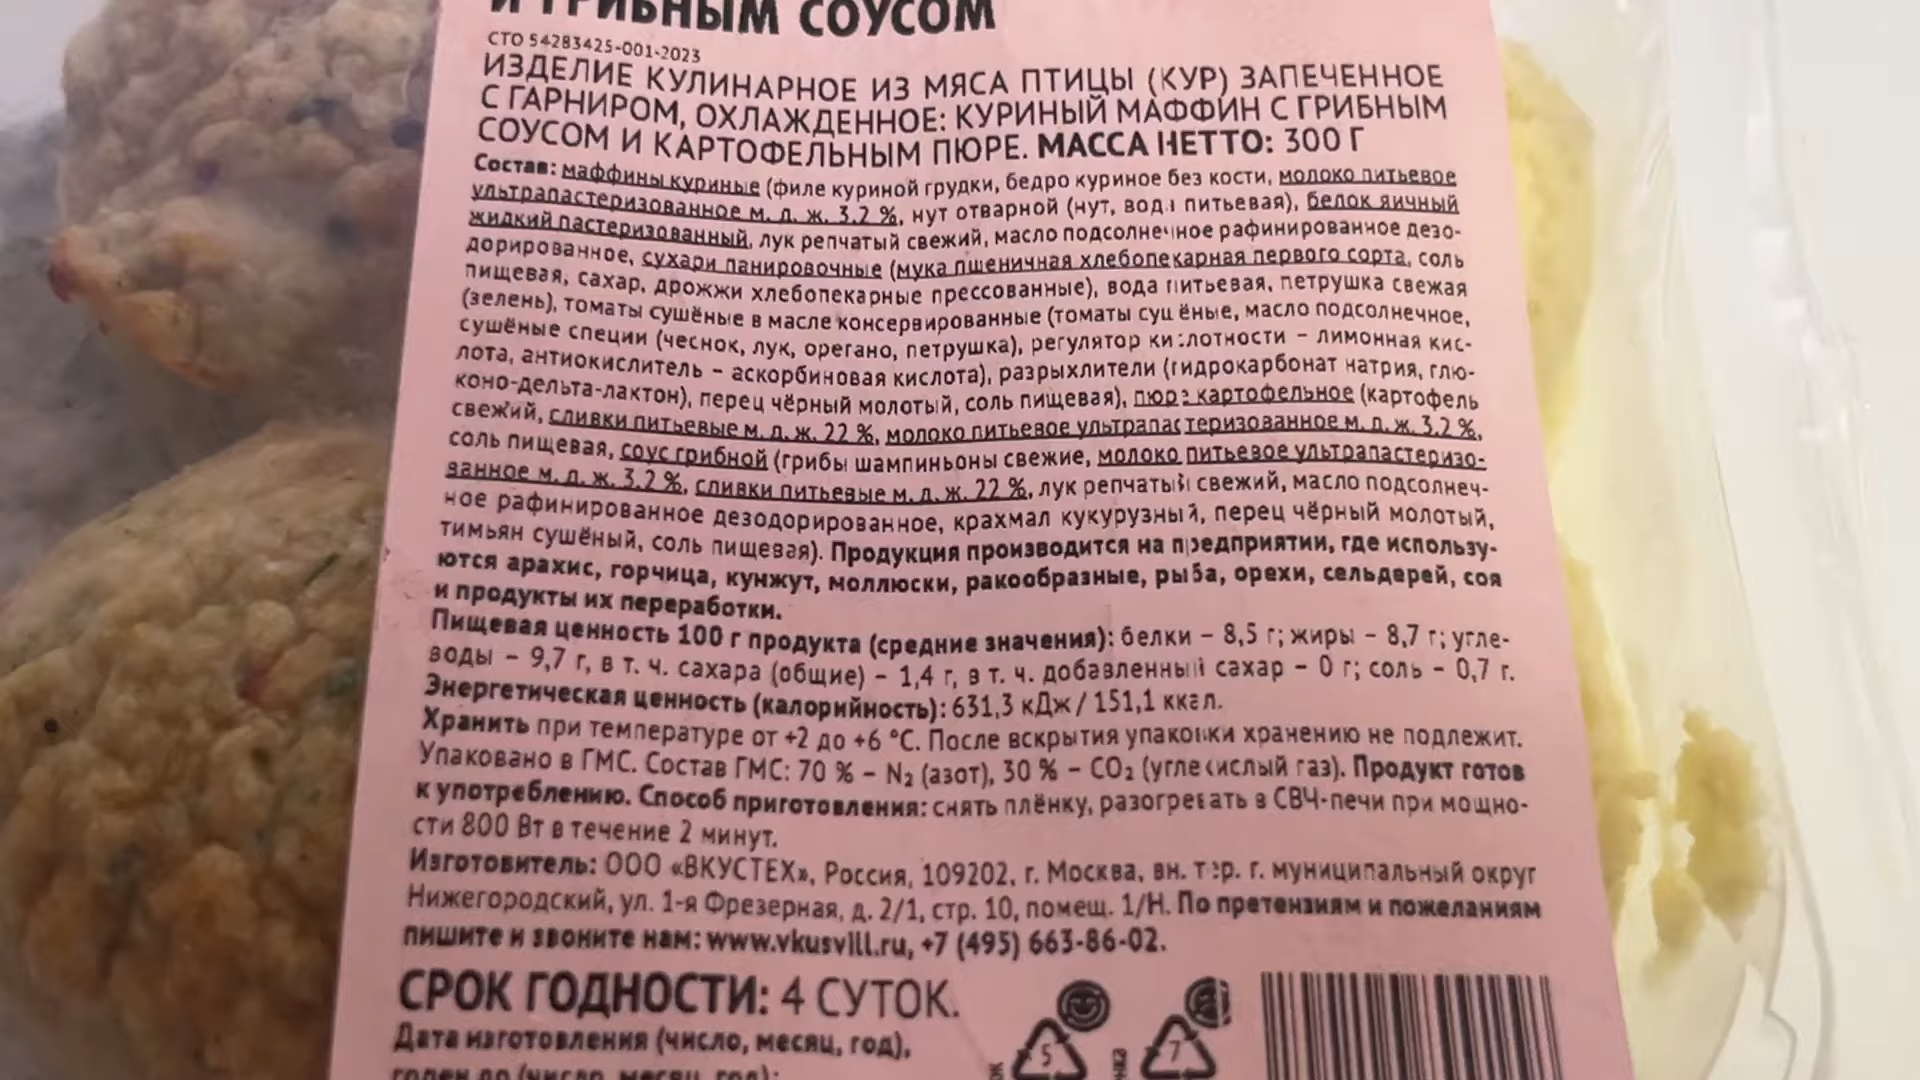 И ГРИБНЫМ СОУСОМ
СТО 54283425-001-2023
ИЗДЕЛИЕ КУЛИНАРНОЕ ИЗ МЯСА ПТИЦЫ (КУР) ЗАПЕЧЕННОЕ
С ГАРНИРОМ, ОХЛАЖДЕННОЕ: КУРИНЫЙ МАФФИН С ГРИБНЫМ
СОУСОМ И КАРТОФЕЛЬНЫМ ПЮРЕ. МАССА НЕТТО: 300 Г
Состав: маффины куриные (филе куриной грудки, бедро куриное без кости, молоко питьевое
ультрапастеризованное м. д. ж. 3,2 %, нут отварной (нут, вода питьевая), белок яичный
жидкий пастеризованный, лук репчатый свежий, масло подсолнечное рафинированное дезо-
дорированное, сухари панировочные (мука пшеничная хлебопекарная первого сорта, соль
пищевая, сахар, дрожжи хлебопекарные прессованные), вода питьевая, петрушка свежая
(зелень), томаты сушёные в масле консервированные (томаты сушёные, масло подсолнечное,
сушёные специи (чеснок, лук, орегано, петрушка), регулятор кислотности – лимонная кис-
лота, антиокислитель – аскорбиновая кислота), разрыхлители (гидрокарбонат натрия, глю-
коно-дельта-лактон), перец чёрный молотый, соль пищевая), пюре картофельное (картофель
свежий, сливки питьевые м. д. ж. 22 %, молоко питьевое ультрапастеризованное м. д. ж. 3,2 %,
соль пищевая, соус грибной (грибы шампиньоны свежие, молоко питьевое ультрапастеризо-
ванное м. д. ж. 3,2 %, сливки питьевые м. д. ж. 22 %, лук репчатый свежий, масло подсолнеч-
ное рафинированное дезодорированное, крахмал кукурузный, перец чёрный молотый,
тимьян сушёный, соль пищевая). Продукция производится на предприятии, где использу-
ются арахис, горчица, кунжут, моллюски, ракообразные, рыба, орехи, сельдерей, соя
и продукты их переработки.
Пищевая ценность 100 г продукта (средние значения): белки – 8,5 г; жиры – 8,7 г; угле-
воды – 9,7 г, в т. ч. сахара (общие) – 1,4 г, в т. ч. добавленный сахар – 0 г; соль – 0,7 г.
Энергетическая ценность (калорийность): 631,3 кДж / 151,1 ккал.
Хранить при температуре от +2 до +6 °С. После вскрытия упаковки хранению не подлежит.
Упаковано в ГМС. Состав ГМС: 70 % – N₂ (азот), 30 % – CO₂ (углекислый газ). Продукт готов
к употреблению. Способ приготовления: снять плёнку, разогревать в СВЧ-печи при мощно-
сти 800 Вт в течение 2 минут.
Изготовитель: ООО «ВКУСТЕХ», Россия, 109202, г. Москва, вн. тер. г. муниципальный округ
Нижегородский, ул. 1-я Фрезерная, д. 2/1, стр. 10, помещ. 1/Н. По претензиям и пожеланиям
пишите и звоните нам: www.vkusvill.ru, +7 (495) 663-86-02.
СРОК ГОДНОСТИ: 4 СУТОК.
Дата изготовления (число, месяц, год),
годен до (число, месяц, год):
5
7